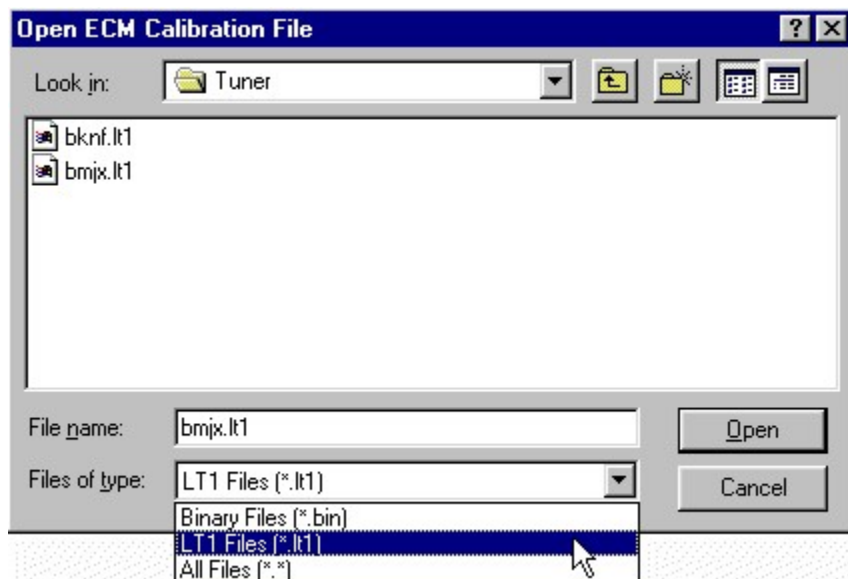 Open ECM Calibration File
Look in: Tuner
bknf.lt1
bmjx.lt1
File name: bmjx.lt1 Open
Files of type: LT1 Files (*.lt1) Cancel
Binary Files (*.bin)
LT1 Files (*.lt1)
All Files (*.*)